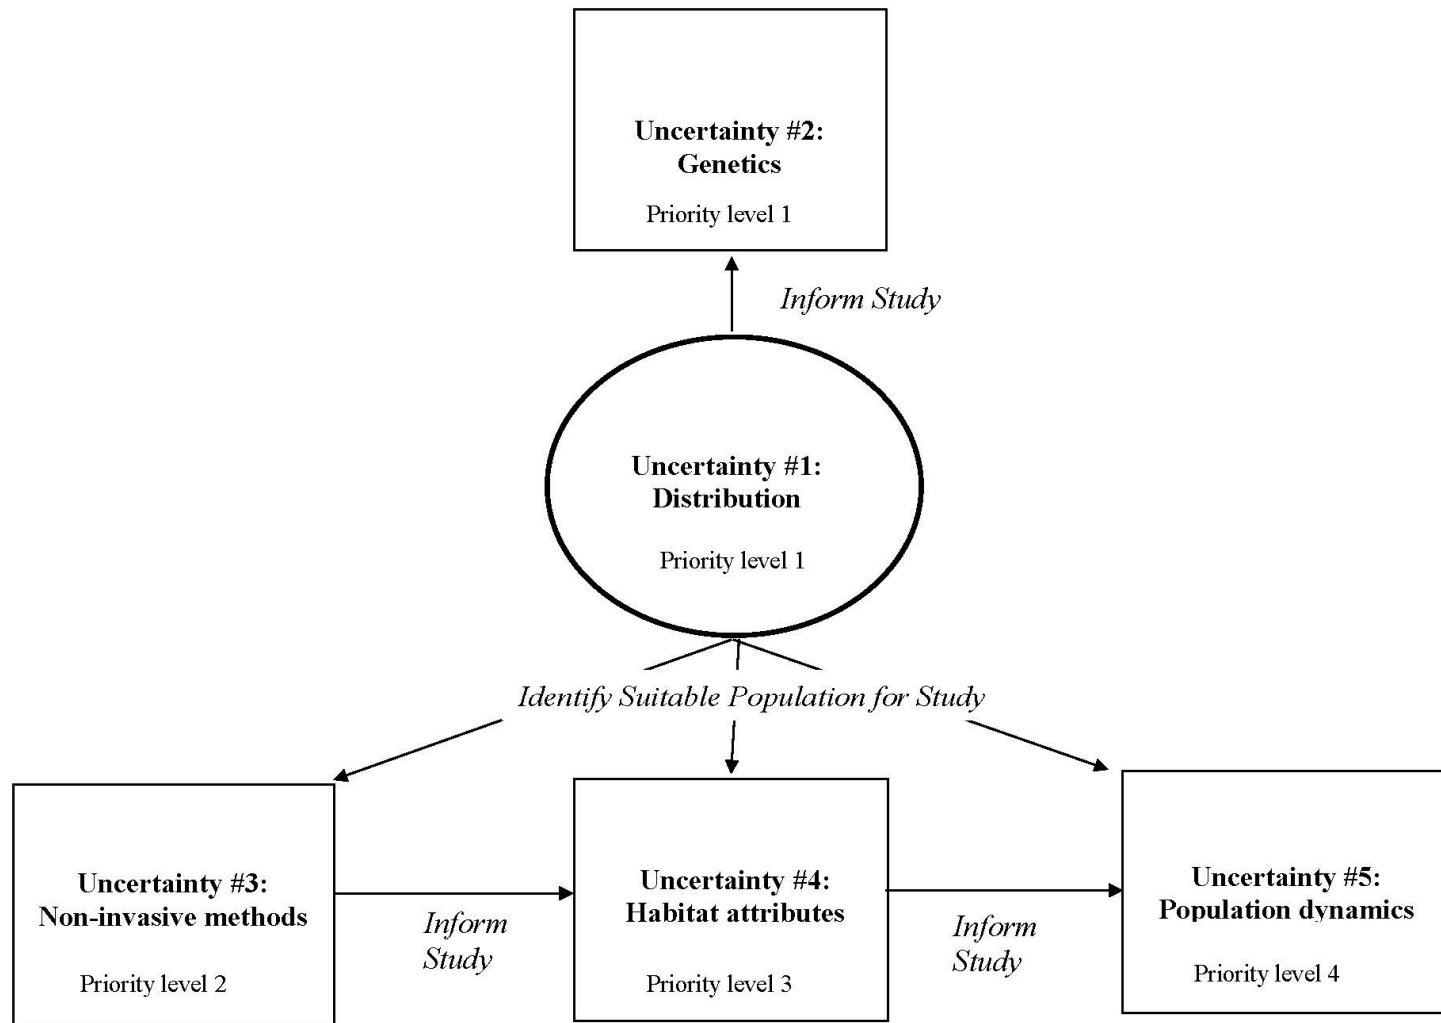 Uncertainty #2:
Genetics
Priority level 1
Inform Study
Uncertainty #1:
Distribution
Priority level 1
Identify Suitable Population for Study
Uncertainty #3:
Non-invasive methods
Priority level 2
Inform
Study
Uncertainty #4:
Habitat attributes
Priority level 3
Inform
Study
Uncertainty #5:
Population dynamics
Priority level 4